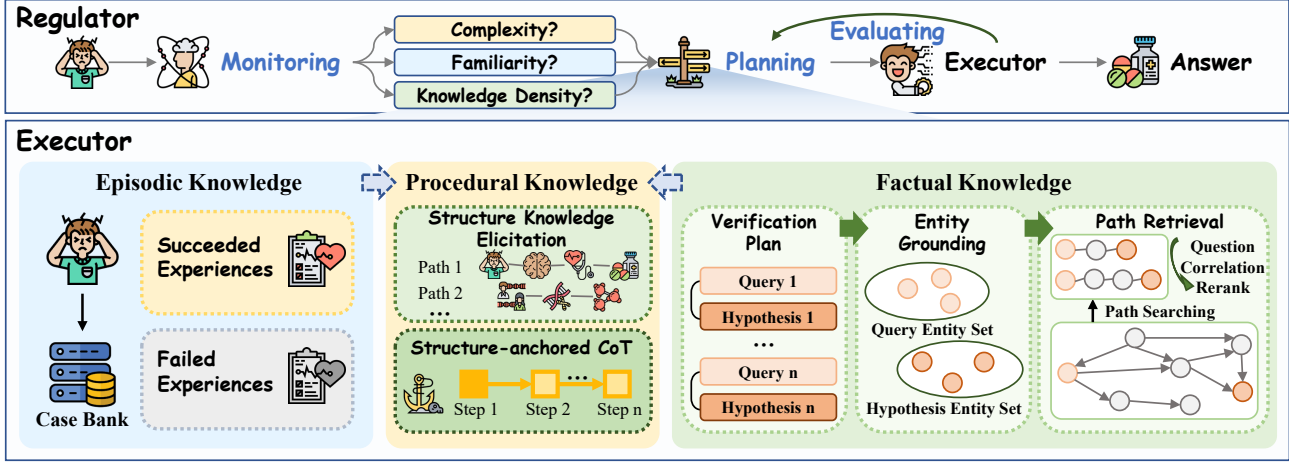 Regulator
Monitoring
Complexity?
Familiarity?
Knowledge Density?
Planning
Evaluating
Executor
Answer
Executor
Episodic Knowledge
Succeeded
Experiences
Failed
Experiences
Case Bank
Procedural Knowledge
Structure Knowledge
Elicitation
Path 1
Path 2
...
Structure-anchored CoT
...
Step 1
Step 2
Step n
Factual Knowledge
Verification
Plan
Query 1
Hypothesis 1
...
Query n
Hypothesis n
Entity
Grounding
Query Entity Set
Hypothesis Entity Set
Path Retrieval
Question
Correlation
Rerank
Path Searching